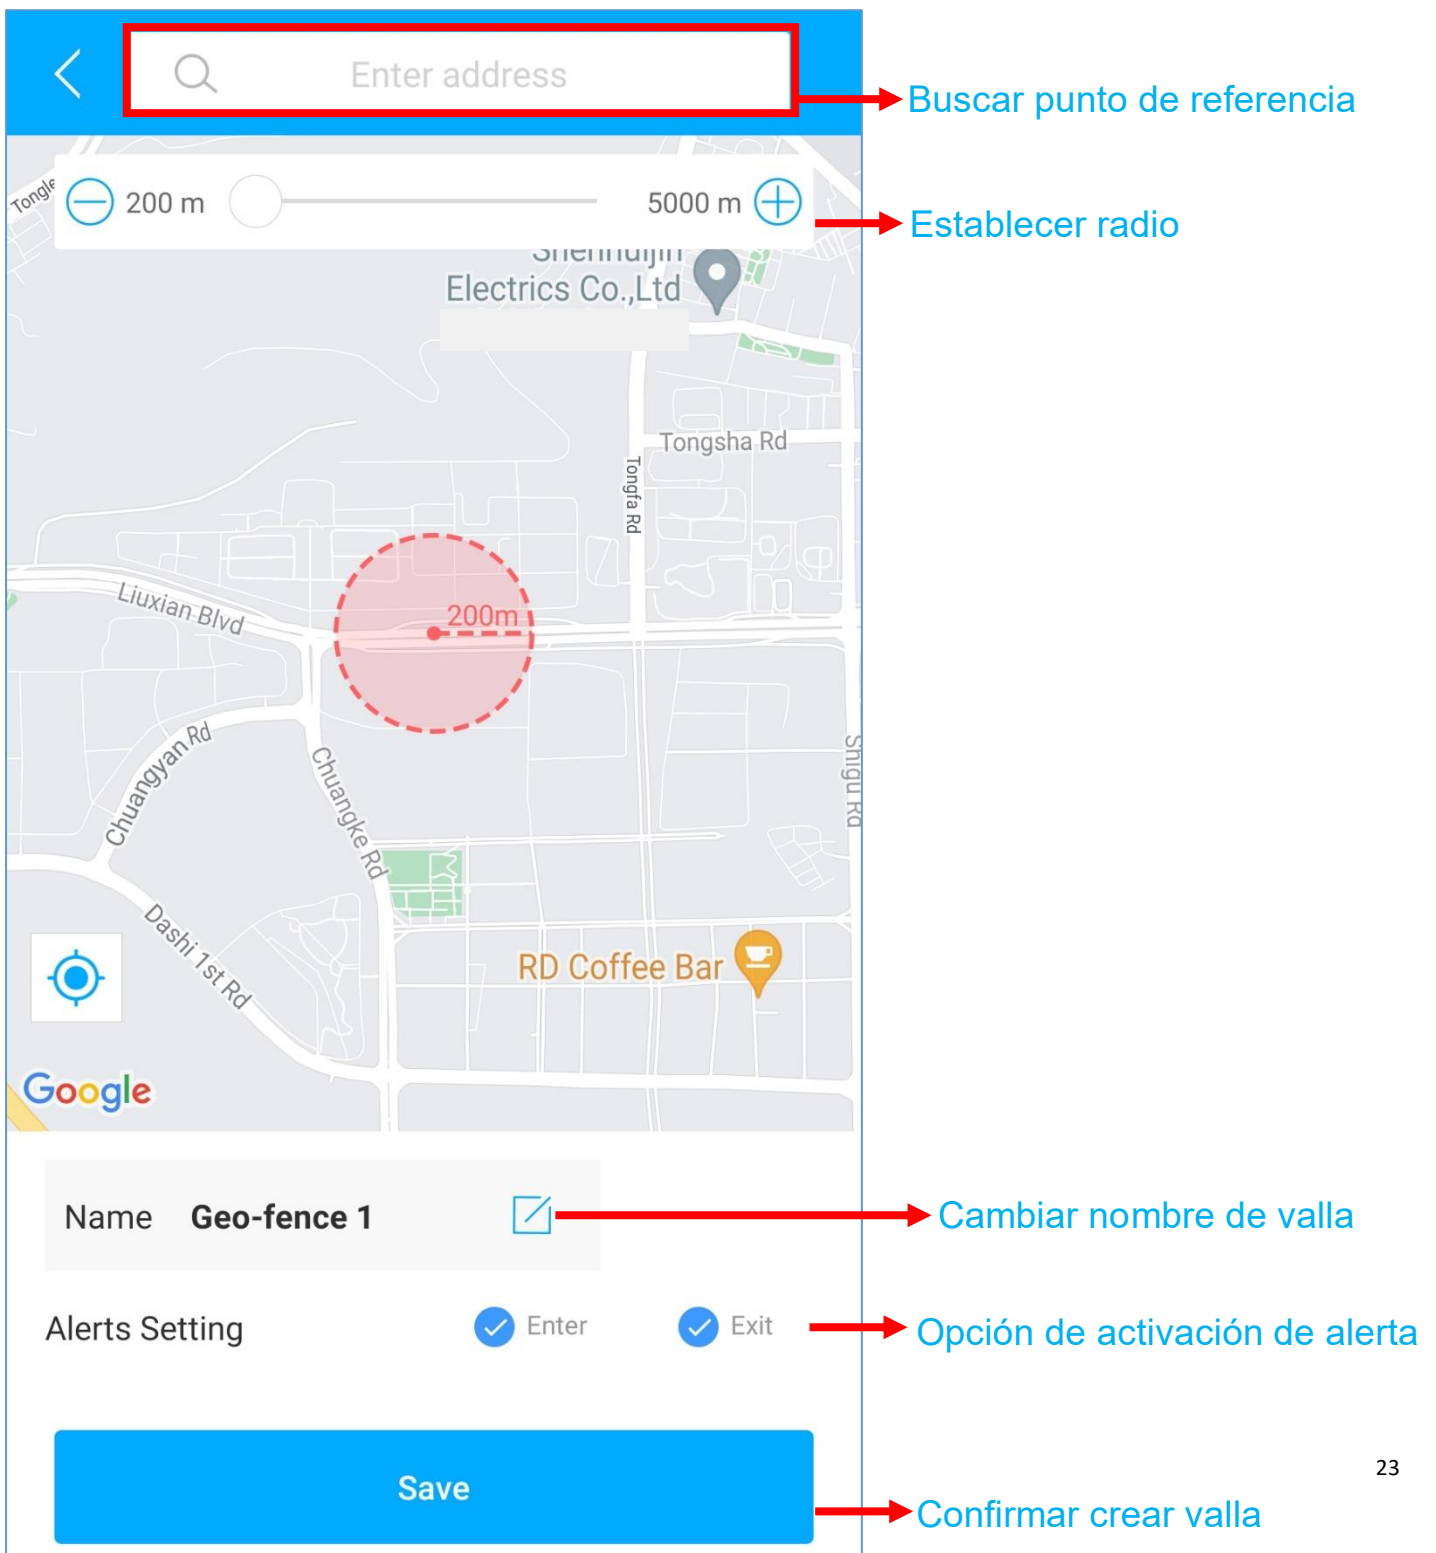 Enter address
Buscar punto de referencia
200 m
5000 m
Establecer radio
Electrics Co.,Ltd
Tongsha Rd
Tongfa Rd
Liuxian Blvd
200m
Chuangyan Rd
Chuangke Rd
Shigu Rd
Dashi 1st Rd
RD Coffee Bar
Google
Name Geo-fence 1
Cambiar nombre de valla
Alerts Setting
Enter
Exit
Opción de activación de alerta
Save
23
Confirmar crear valla